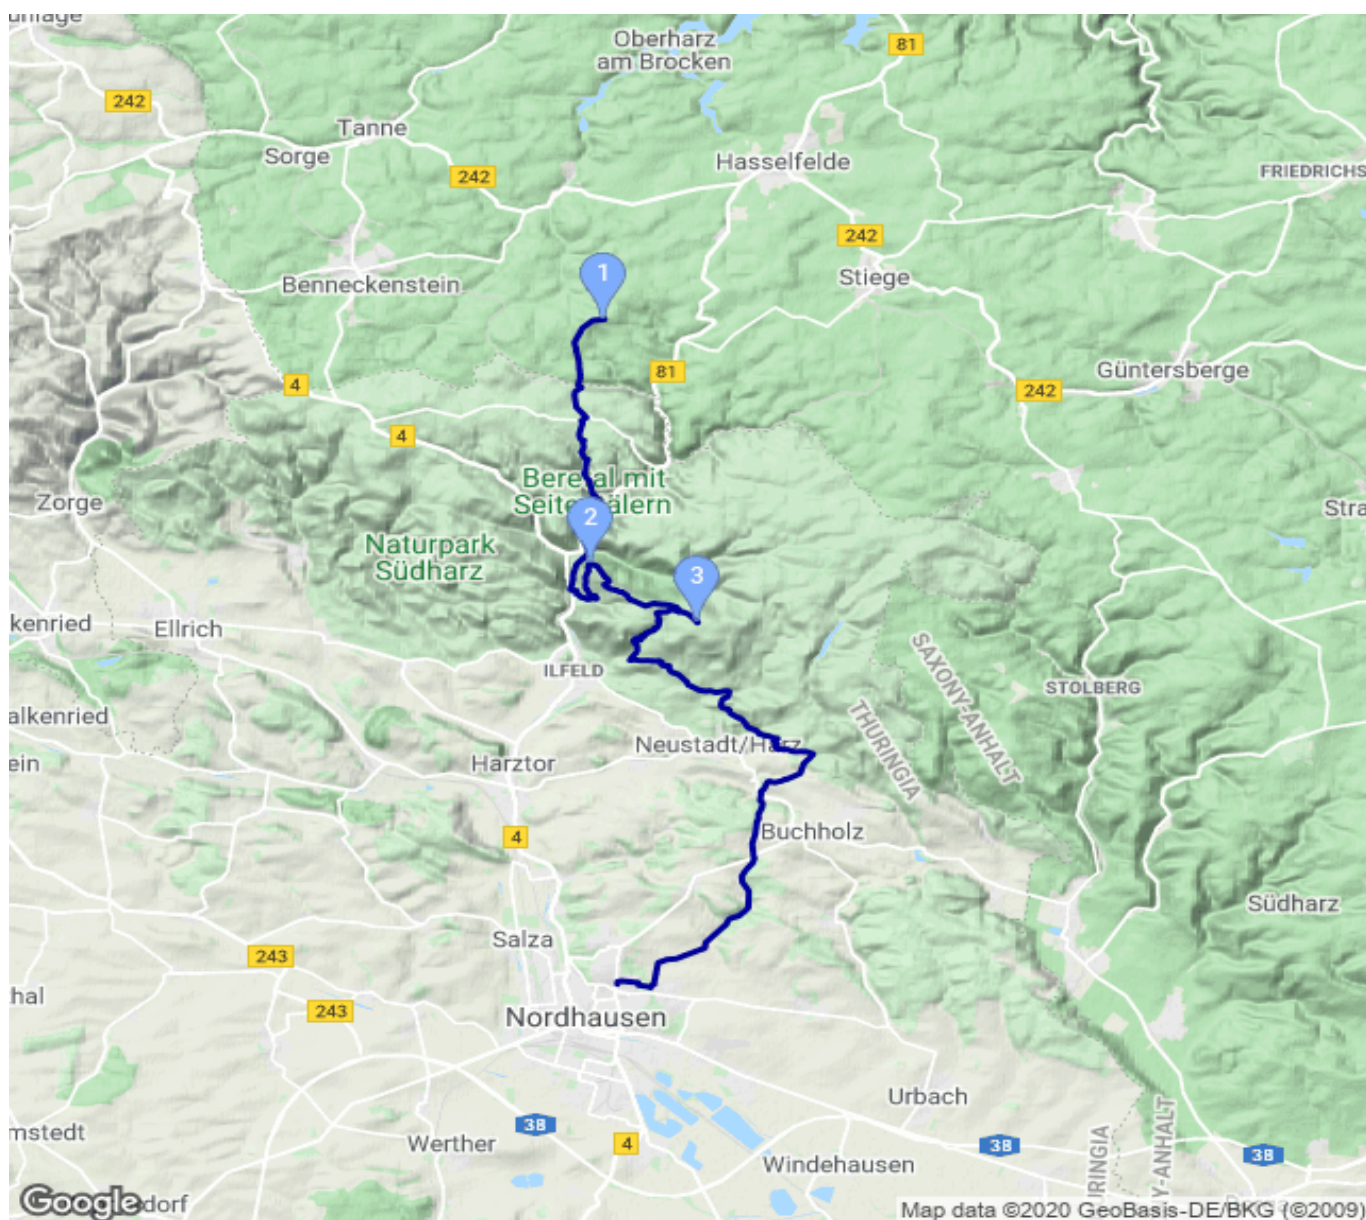 Oberharz
am Brocken
81
242
Tanne
Sorge
242
Hasselfelde
FRIEDRICHS
242
Stiege
1
Benneckenstein
81
Güntersberge
4
242
4
Zorge
Stra
2
Naturpark
Südharz
3
kenried
Ellrich
ILFELD
SAXONY-ANHALT
STOLBERG
alkenried
THURINGIA
Neustadt/Harz
ein
Harztor
4
Buchholz
Südharz
Salza
243
thal
243
Nordhausen
Urbach
38
mstedt
Werther
4
38
38
Windehausen
URINGIA
Y-ANHALT
Google
dorf
Map data ©2020 GeoBasis-DE/BKG (©2009)